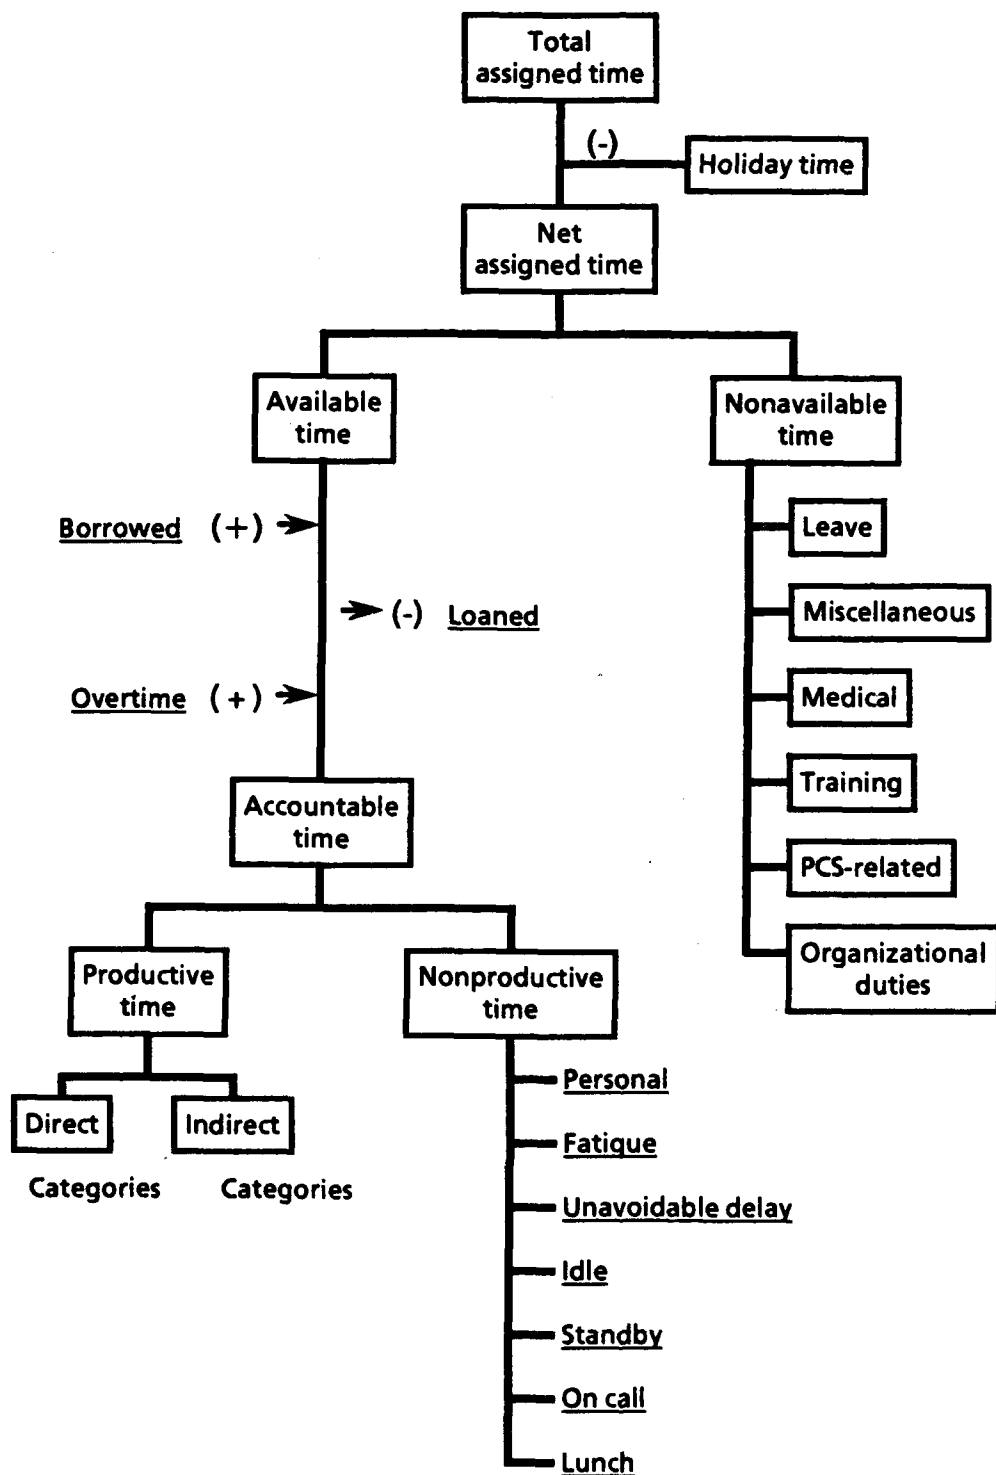 Total
assigned time
(-)
Holiday time
Net
assigned time
Available
time
Nonavailable
time
Borrowed (+)
Leave
(-) Loaned
Miscellaneous
Overtime (+)
Medical
Training
Accountable
time
PCS-related
Organizational
duties
Productive
time
Nonproductive
time
Personal
Direct
Indirect
Fatigue
Categories
Categories
Unavoidable delay
Idle
Standby
On call
Lunch